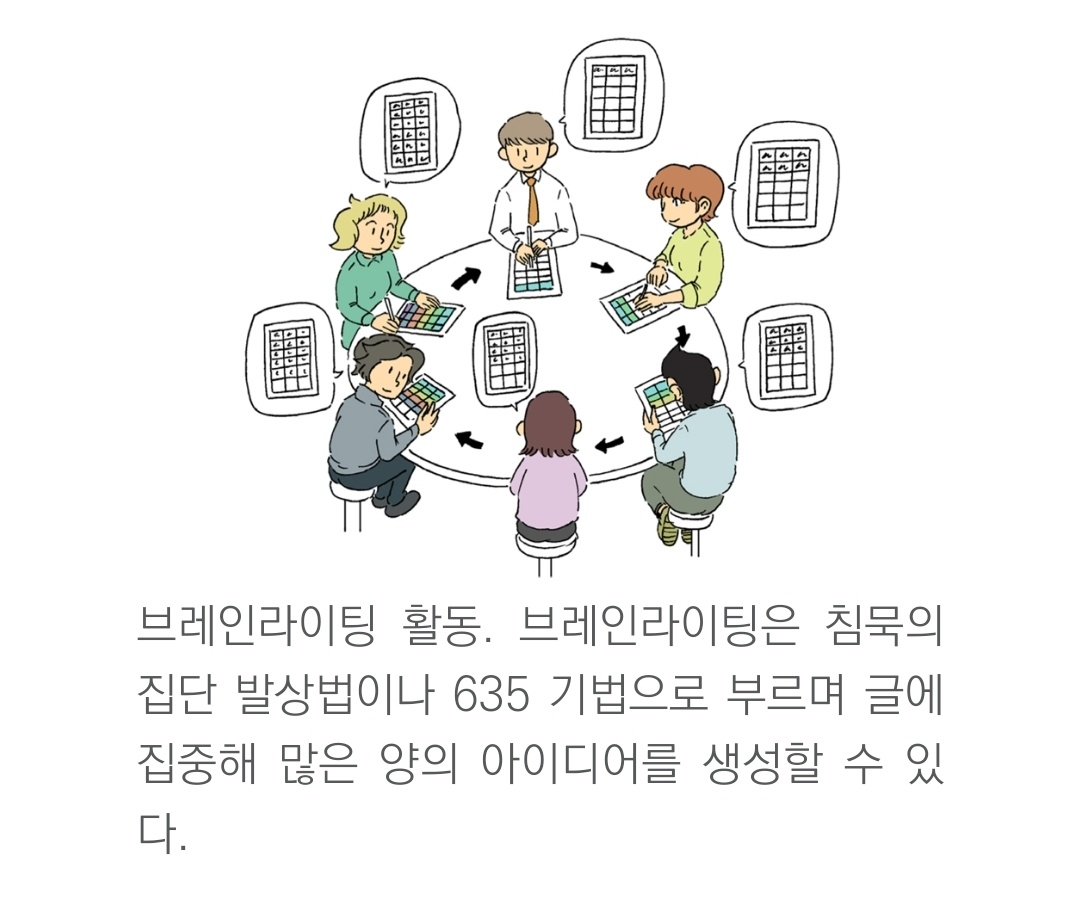 브레인라이팅 활동. 브레인라이팅은 침묵의
집단 발상법이나 635 기법으로 부르며 글에
집중해 많은 양의 아이디어를 생성할 수 있
다.